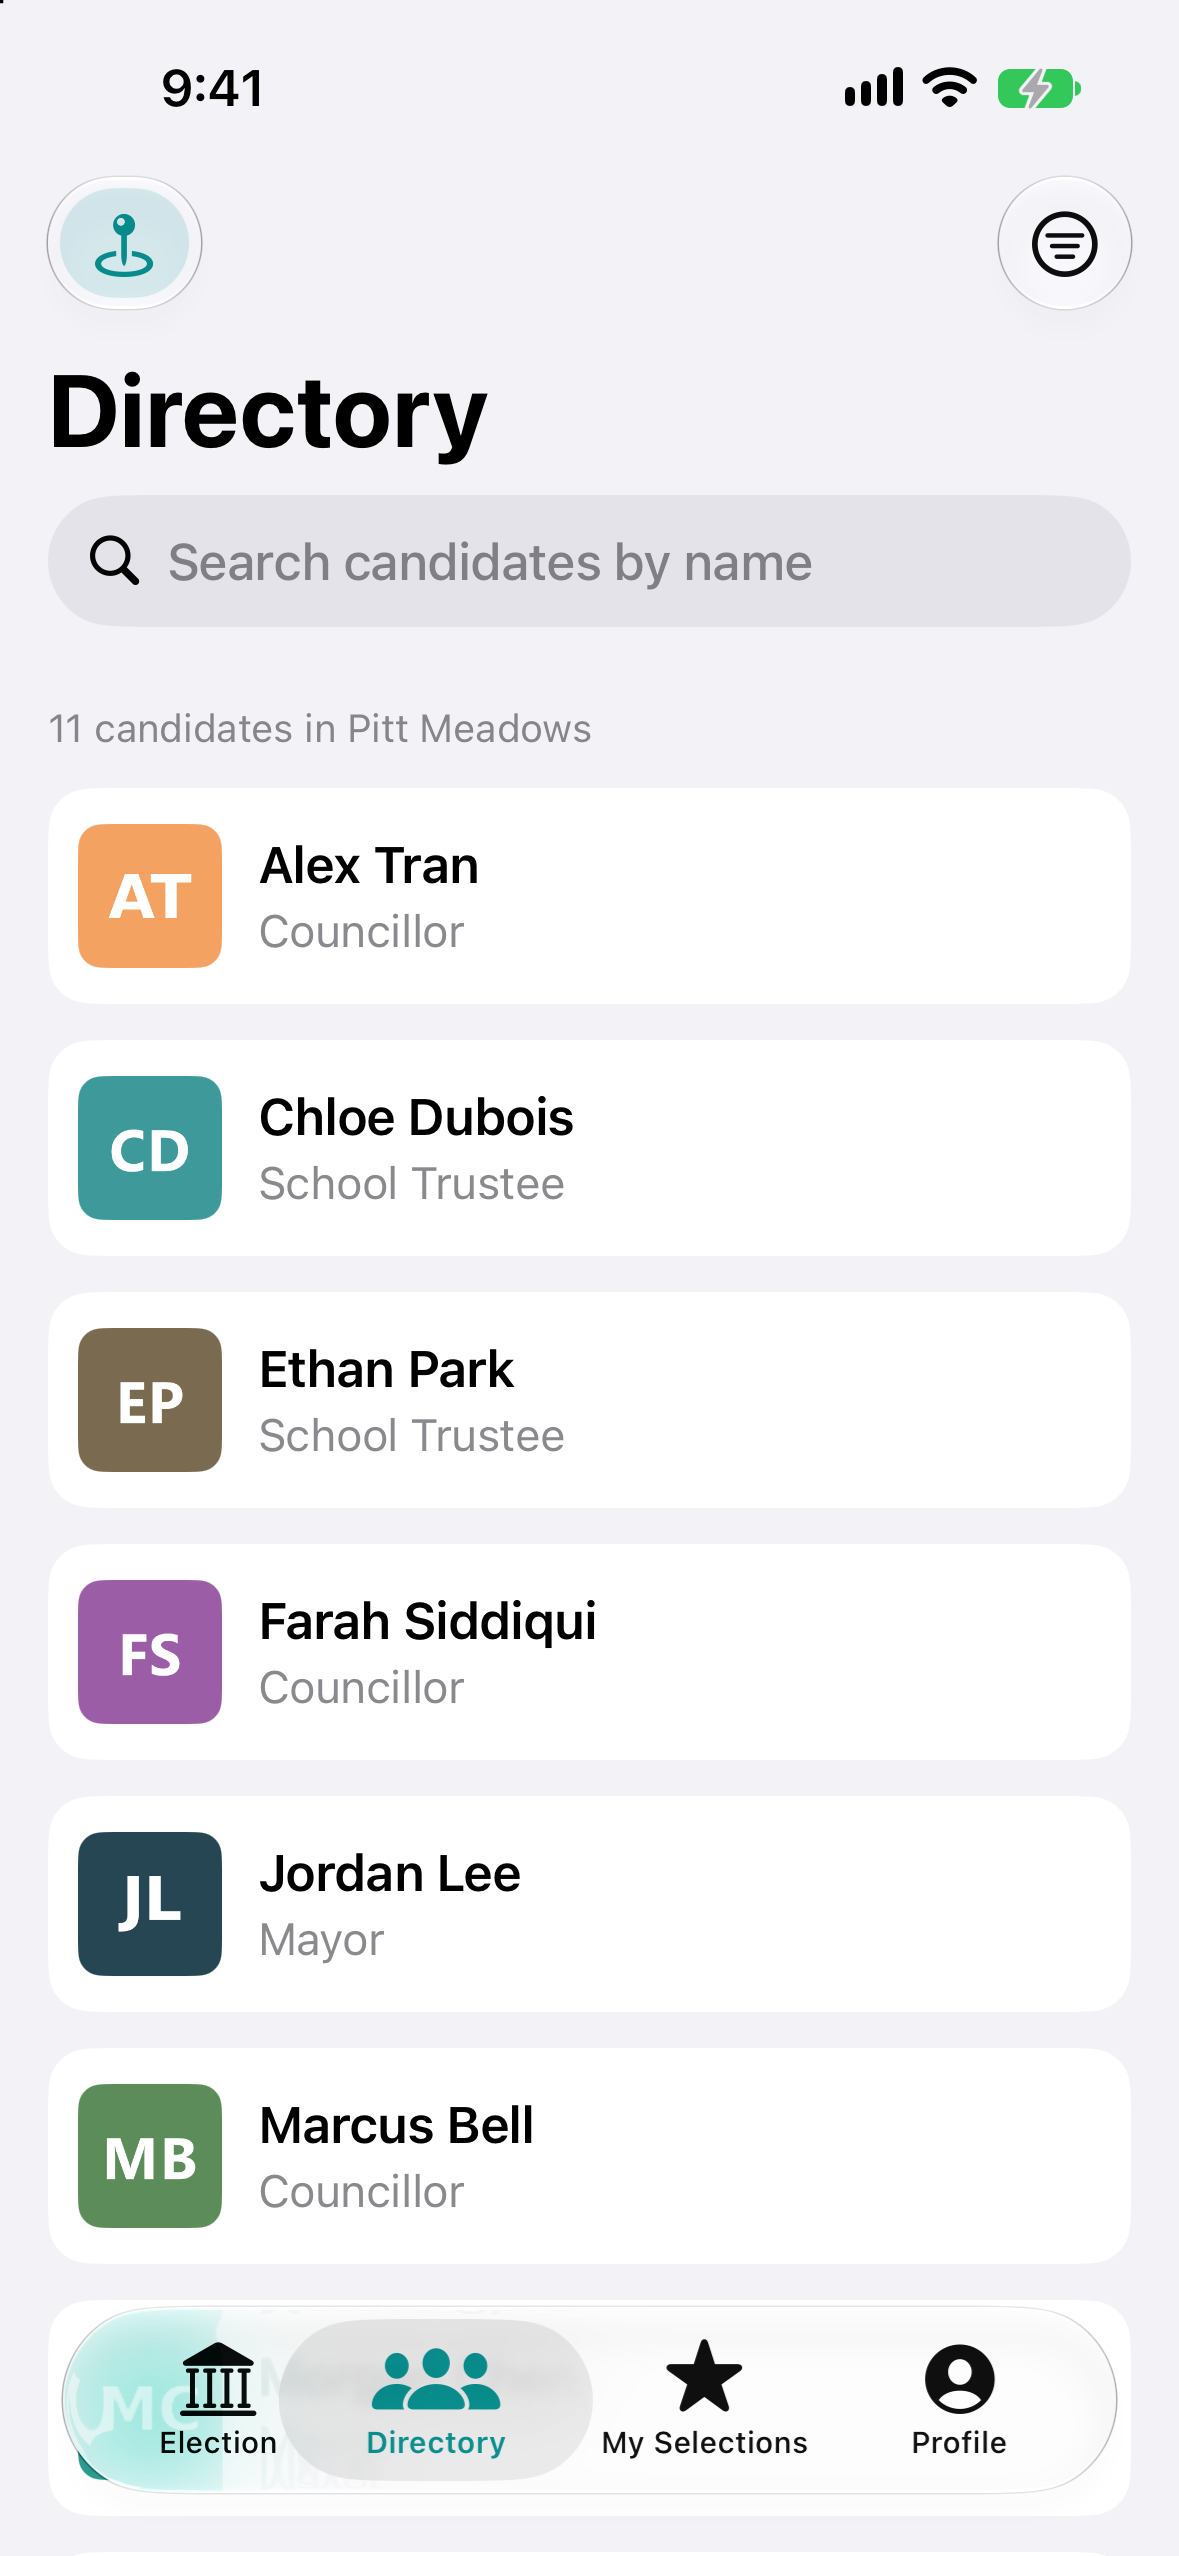 9:41
Directory
Search candidates by name
11 candidates in Pitt Meadows
AT
Alex Tran
Councillor
CD
Chloe Dubois
School Trustee
EP
Ethan Park
School Trustee
FS
Farah Siddiqui
Councillor
JL
Jordan Lee
Mayor
MB
Marcus Bell
Councillor
MC
Election
Directory
My Selections
Profile